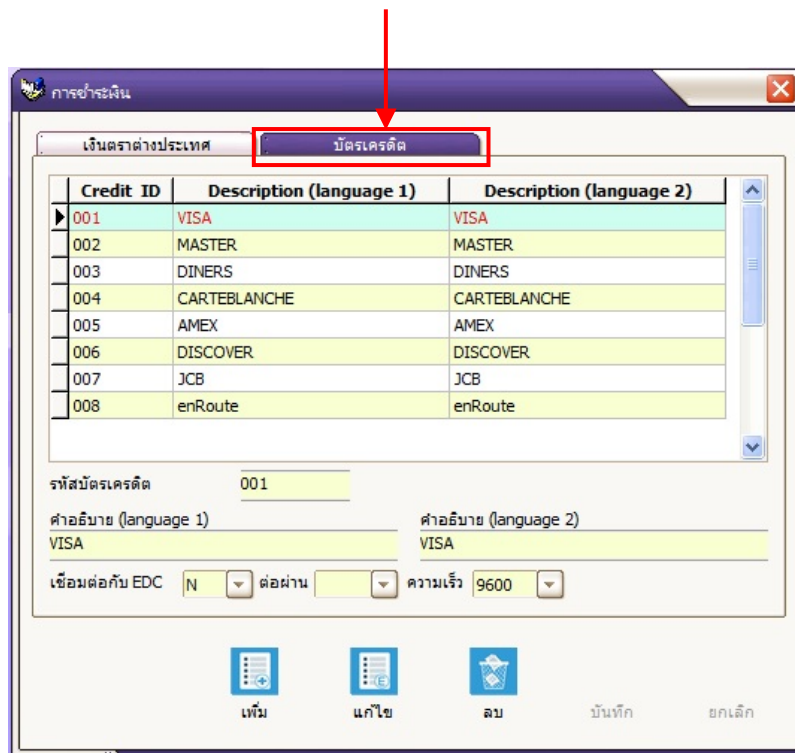 การชำระเงิน
เงินตราต่างประเทศ บัตรเครดิต
Credit ID Description (language 1) Description (language 2)
001 VISA VISA
002 MASTER MASTER
003 DINERS DINERS
004 CARTEBLANCHE CARTEBLANCHE
005 AMEX AMEX
006 DISCOVER DISCOVER
007 JCB JCB
008 enRoute enRoute
รหัสบัตรเครดิต 001
คำอธิบาย (language 1) คำอธิบาย (language 2)
VISA VISA
เชื่อมต่อกับ EDC N ต่อผ่าน ความเร็ว 9600
เพิ่ม แก้ไข ลบ บันทึก ยกเลิก